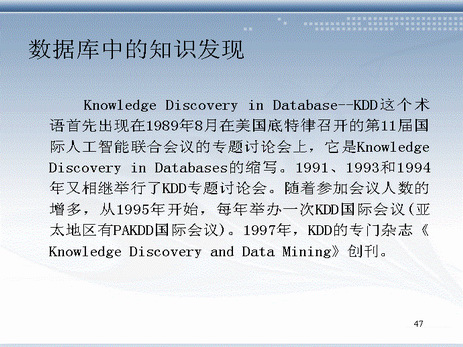 数据库中的知识发现
Knowledge Discovery in Database--KDD这个术
语首先出现在1989年8月在美国底特律召开的第11届国
际人工智能联合会议的专题讨论会上，它是Knowledge
Discovery in Databases的缩写。1991、1993和1994
年又相继举行了KDD专题讨论会。随着参加会议人数的
增多，从1995年开始，每年举办一次KDD国际会议(亚
太地区有PAKDD国际会议)。1997年，KDD的专门杂志《
Knowledge Discovery and Data Mining》创刊。
47